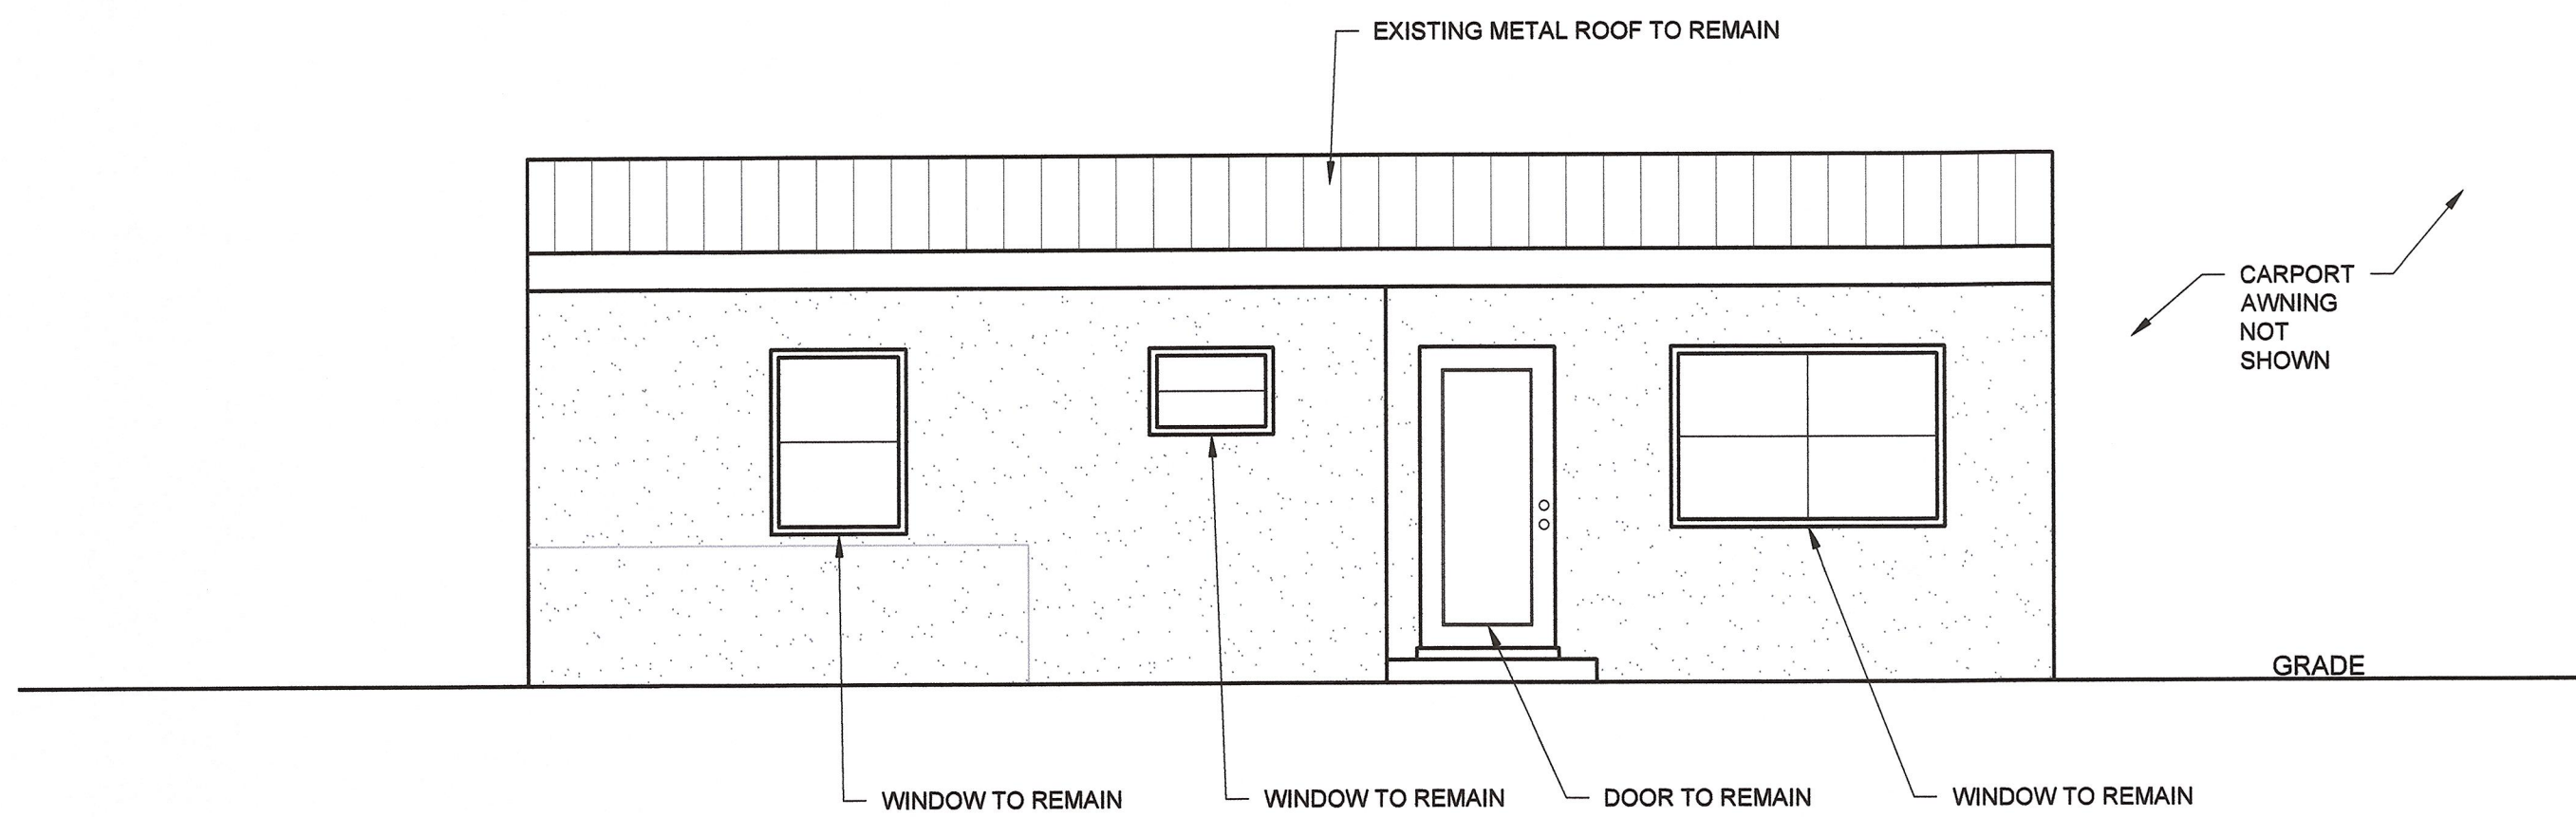 EXISTING METAL ROOF TO REMAIN
CARPORT
AWNING
NOT
SHOWN
GRADE
WINDOW TO REMAIN
WINDOW TO REMAIN
DOOR TO REMAIN
WINDOW TO REMAIN